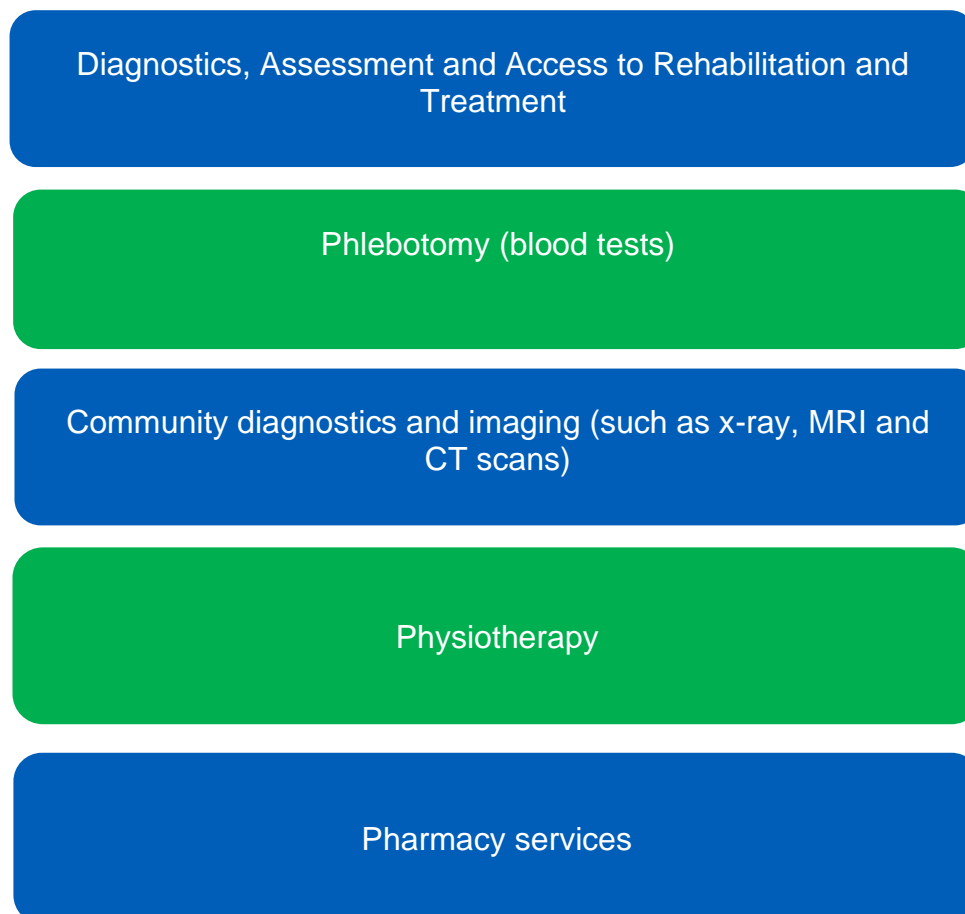 Diagnostics, Assessment and Access to Rehabilitation and
Treatment
Phlebotomy (blood tests)
Community diagnostics and imaging (such as x-ray, MRI and
CT scans)
Physiotherapy
Pharmacy services